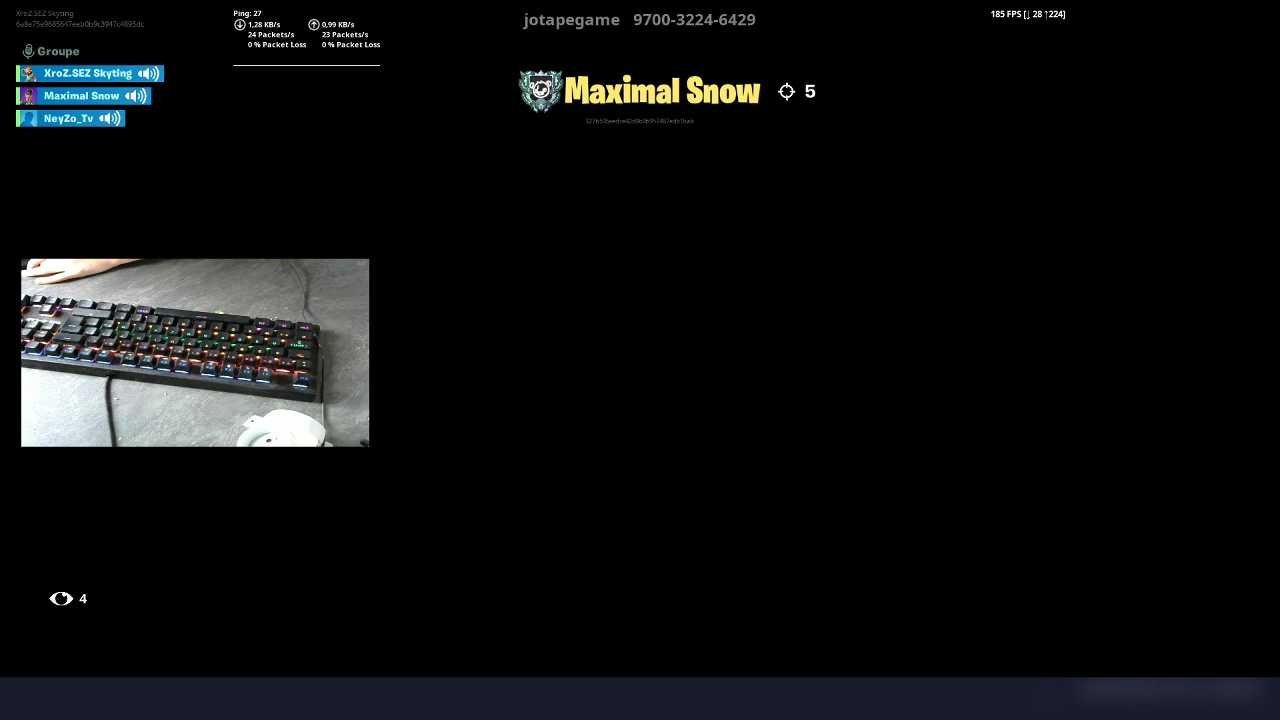 XroZ.SEZ Skyting
6a8e75e9685647eeb0b9c3947c4895dc
Groupe
XroZ.SEZ Skyting
Maximal Snow
NeyZo_Tv
Ping: 27
1,28 KB/s 0,99 KB/s
24 Packets/s 23 Packets/s
0 % Packet Loss 0 % Packet Loss
jotapegame 9700-3224-6429
185 FPS [↓ 28 ↑224]
Maximal Snow 5
4